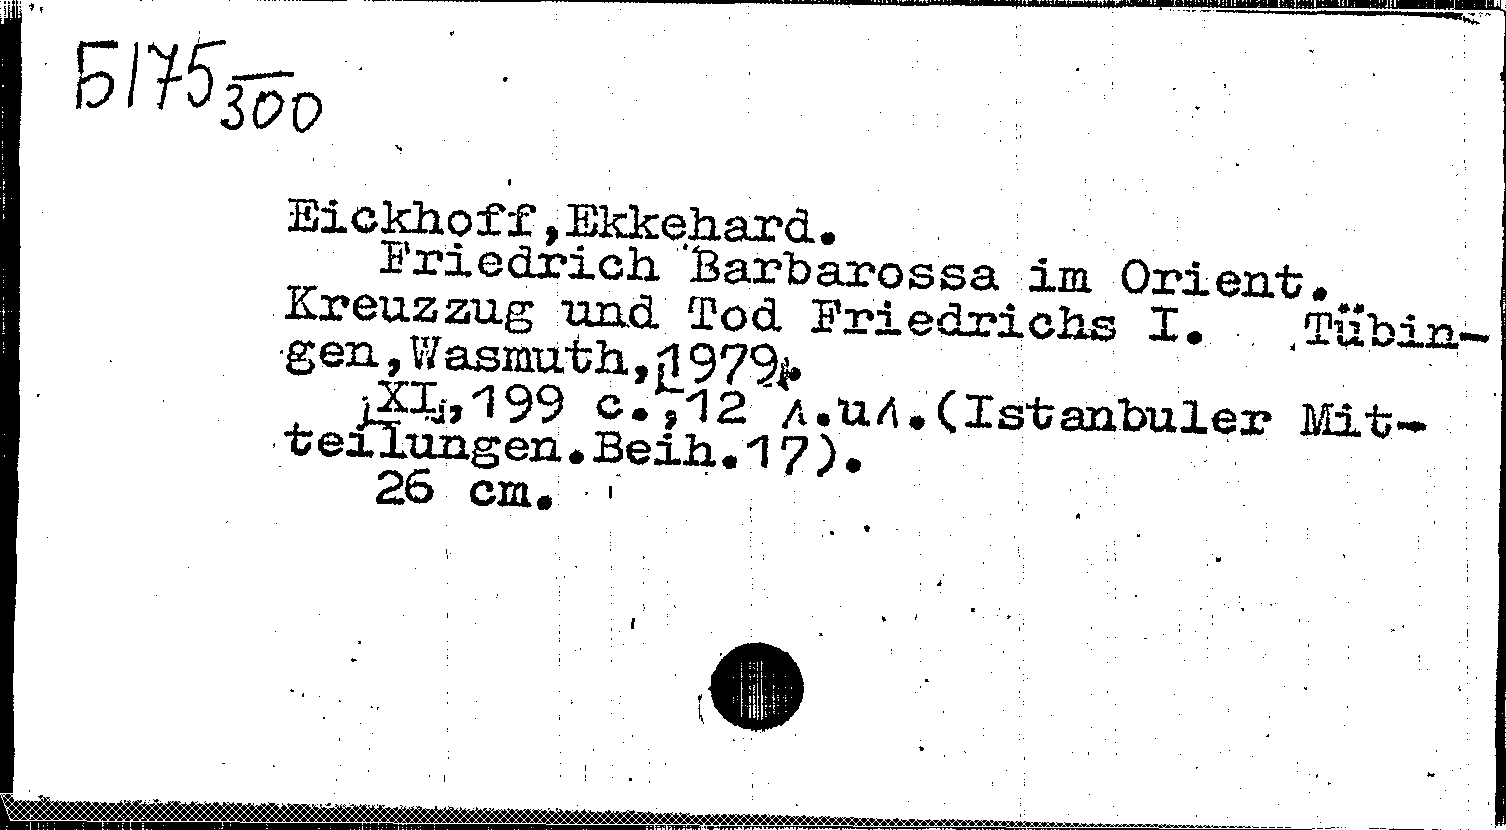 Б175
300
Eickhoff,Ekkehard.
Friedrich Barbarossa im Orient.
Kreuzzug und Tod Friedrichs I. Tübin-
gen,Wasmuth,[1979].
[XI],199 с.,12 л.ил.(Istanbuler Mit-
teilungen.Beih.17).
26 cm.